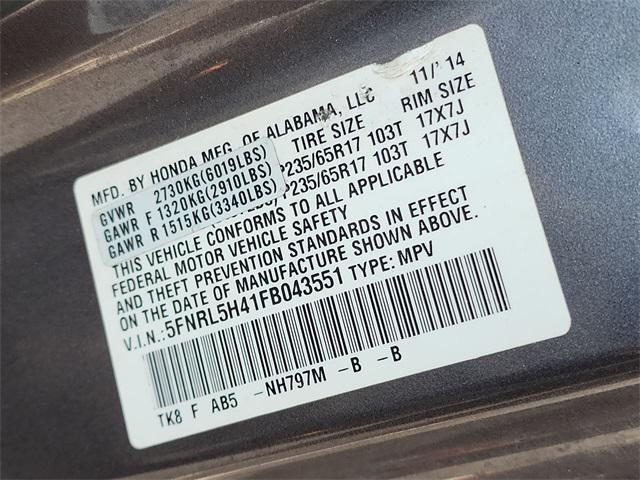 MFD. BY HONDA MFG. OF ALABAMA, LLC 11/'14
TIRE SIZE RIM SIZE
GVWR 2730KG(6019LBS)
GAWR F 1320KG(2910LBS) P235/65R17 103T 17X7J
GAWR R 1515KG(3340LBS) P235/65R17 103T 17X7J
THIS VEHICLE CONFORMS TO ALL APPLICABLE
FEDERAL MOTOR VEHICLE SAFETY
AND THEFT PREVENTION STANDARDS IN EFFECT
ON THE DATE OF MANUFACTURE SHOWN ABOVE.
V.I.N.:5FNRL5H41FB043551 TYPE: MPV
TK8 F AB5 -NH797M -B -B